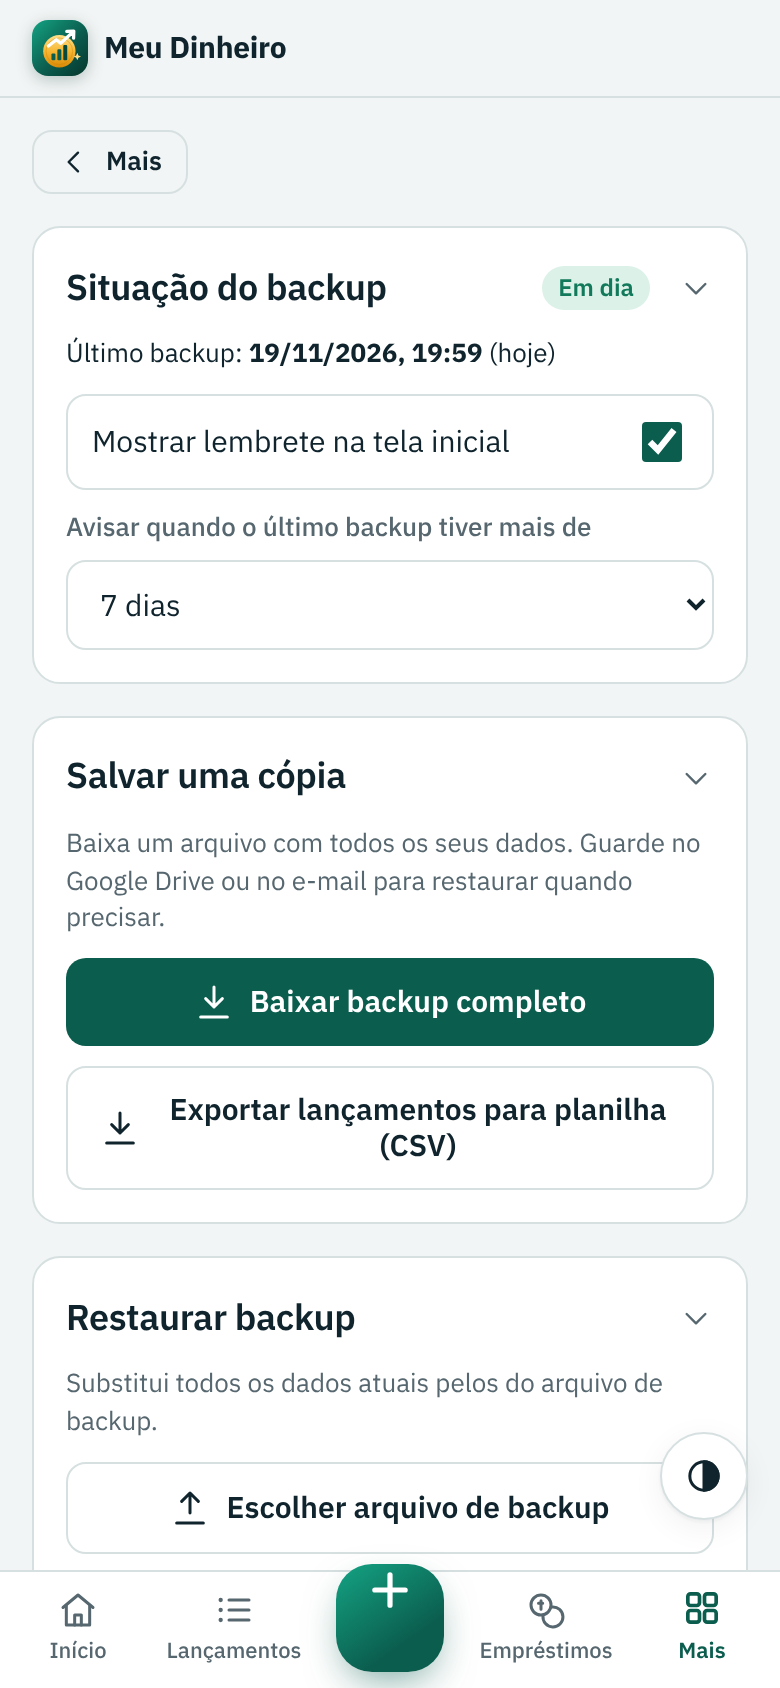 Meu Dinheiro
Mais
Situação do backup
Em dia
Último backup: 19/11/2026, 19:59 (hoje)
Mostrar lembrete na tela inicial
Avisar quando o último backup tiver mais de
7 dias
Salvar uma cópia
Baixa um arquivo com todos os seus dados. Guarde no
Google Drive ou no e-mail para restaurar quando
precisar.
Baixar backup completo
Exportar lançamentos para planilha
(CSV)
Restaurar backup
Substitui todos os dados atuais pelos do arquivo de
backup.
Escolher arquivo de backup
Início
Lançamentos
Empréstimos
Mais